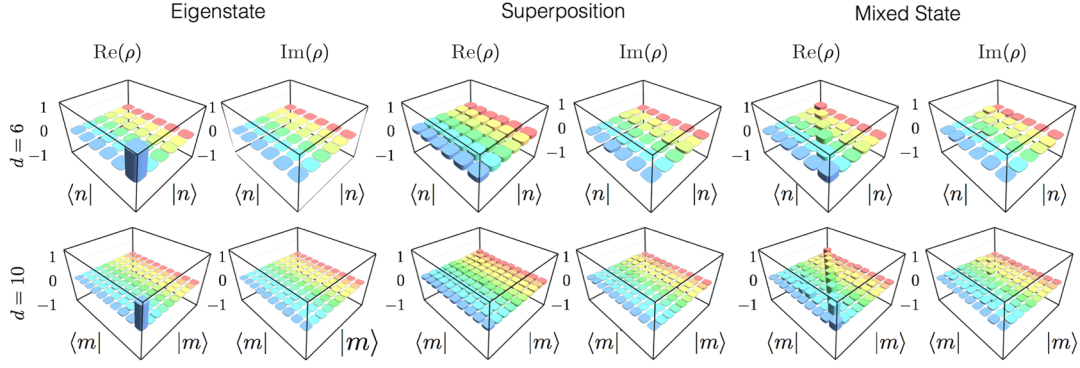 Eigenstate Superposition Mixed State
Re(ρ) Im(ρ) Re(ρ) Im(ρ) Re(ρ) Im(ρ)
d = 6
1 1 1 1 1
0 0 0 0 0
−1 −1 −1 −1 −1
⟨n| |n⟩ ⟨n| |n⟩ ⟨n| |n⟩ ⟨n| |n⟩ ⟨n| |n⟩ ⟨n| |n⟩
d = 10
1 1 1 1 1 1
0 0 0 0 0 0
−1 −1 −1 −1 −1 −1
⟨m| |m⟩ ⟨m| |m⟩ ⟨m| |m⟩ ⟨m| |m⟩ ⟨m| |m⟩ ⟨m| |m⟩